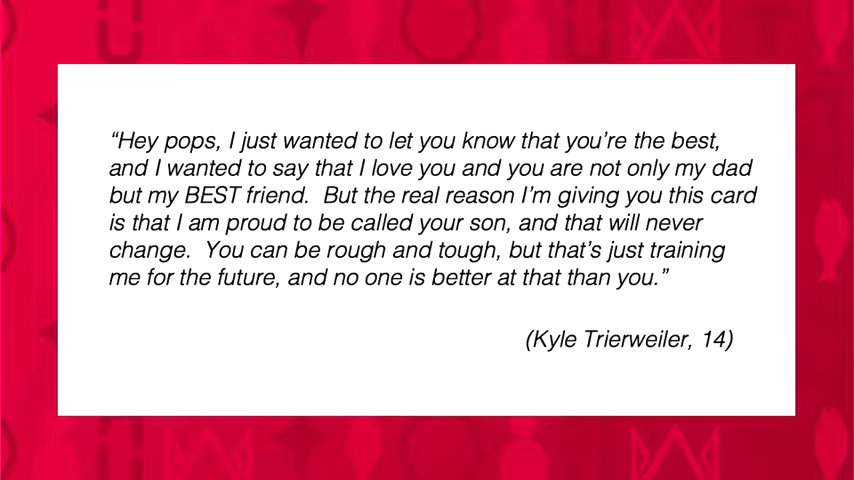 “Hey pops, I just wanted to let you know that you’re the best,
and I wanted to say that I love you and you are not only my dad
but my BEST friend.  But the real reason I’m giving you this card
is that I am proud to be called your son, and that will never
change.  You can be rough and tough, but that’s just training
me for the future, and no one is better at that than you.”
(Kyle Trierweiler, 14)